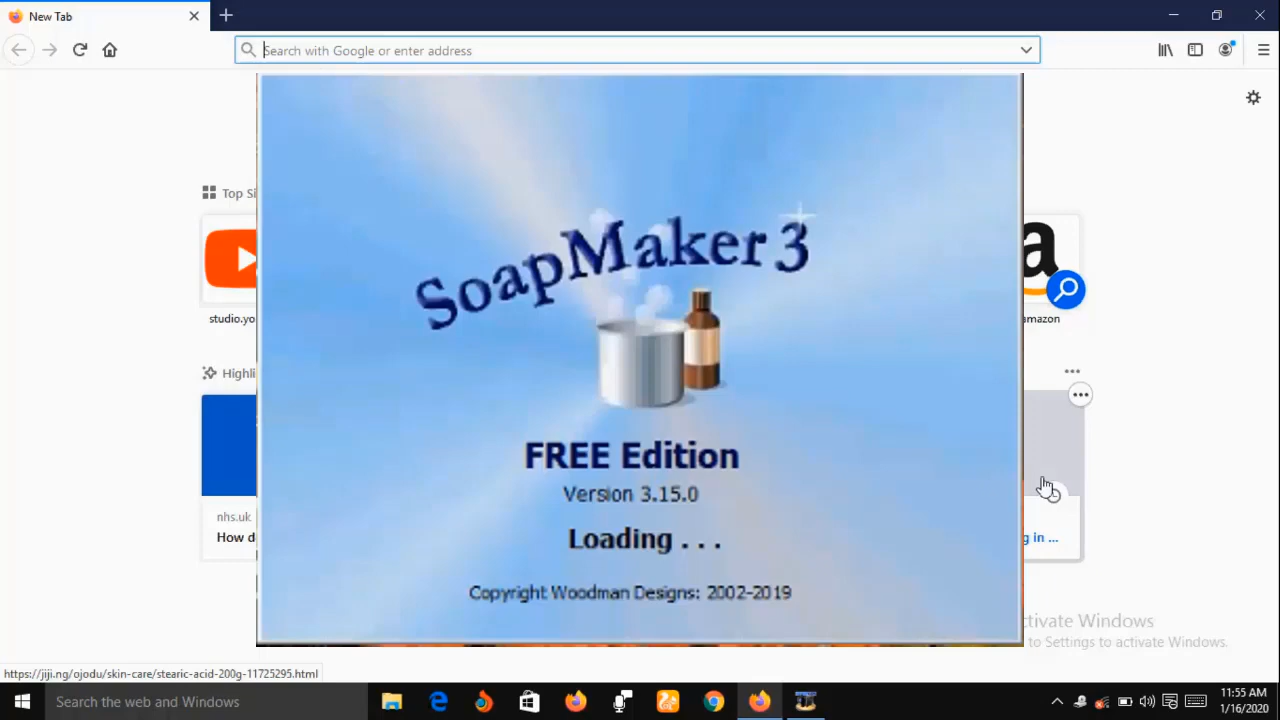 New Tab
Search with Google or enter address
Top Si
studio.yo
amazon
Highli
nhs.uk
How d
g in ...
SoapMaker 3
FREE Edition
Version 3.15.0
Loading . . .
Copyright Woodman Designs: 2002-2019
ctivate Windows
to Settings to activate Windows.
https://jiji.ng/ojodu/skin-care/stearic-acid-200g-11725295.html
Search the web and Windows
11:55 AM
1/16/2020